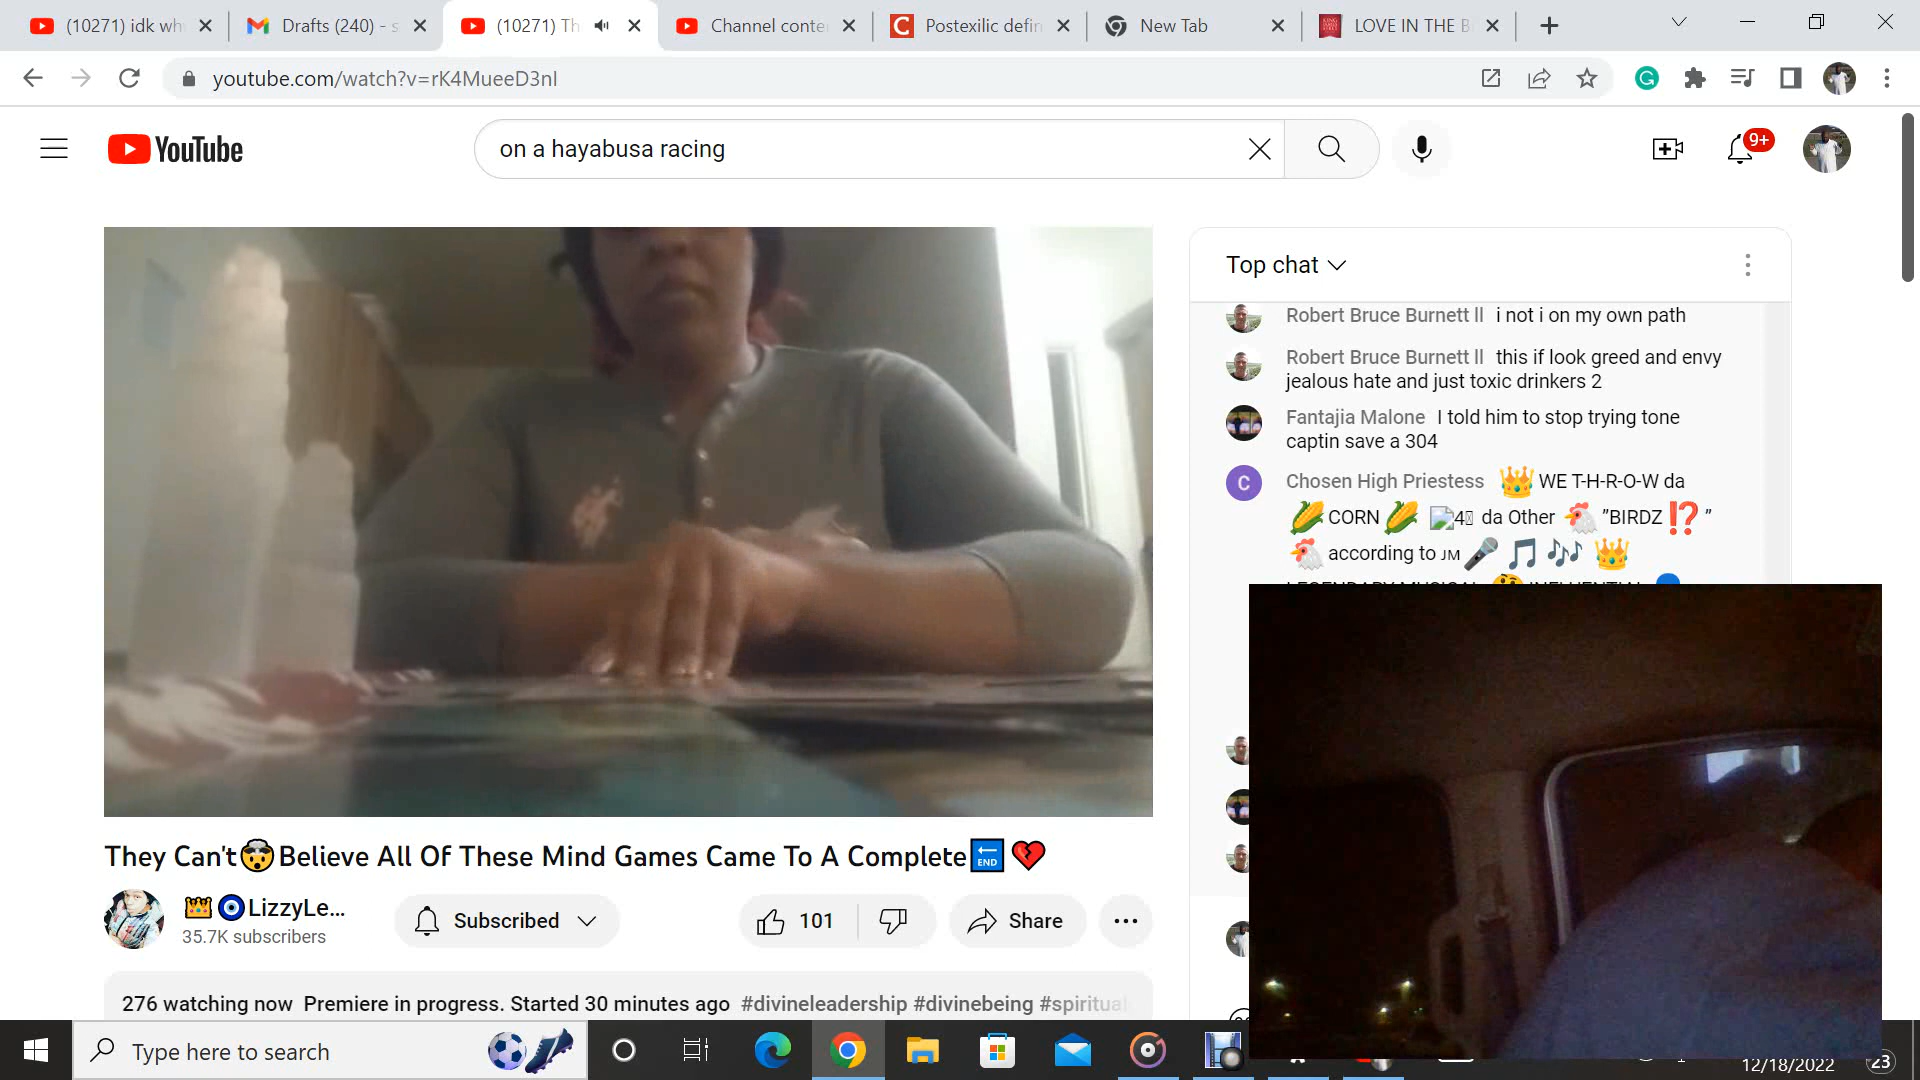 (10271) idk wh
Drafts (240) - s
(10271) Th
Channel conte
Postexilic defin
New Tab
LOVE IN THE B
youtube.com/watch?v=rK4MueeD3nI
YouTube
on a hayabusa racing
9+
Top chat
Robert Bruce Burnett ll i not i on my own path
Robert Bruce Burnett ll this if look greed and envy
jealous hate and just toxic drinkers 2
Fantajia Malone I told him to stop trying tone
captin save a 304
C
Chosen High Priestess 👑 WE T-H-R-O-W da
🌽 CORN 🌽 4 da Other 🐔 "BIRDZ ⁉️ "
🐔 according to JM 🎤 🎵 🎶 👑
They Can't🤯Believe All Of These Mind Games Came To A Complete🔚💔
👑🧿LizzyLe...
35.7K subscribers
Subscribed
101
Share
276 watching now Premiere in progress. Started 30 minutes ago #divineleadership #divinebeing #spiritual
Type here to search
12/18/2022
23